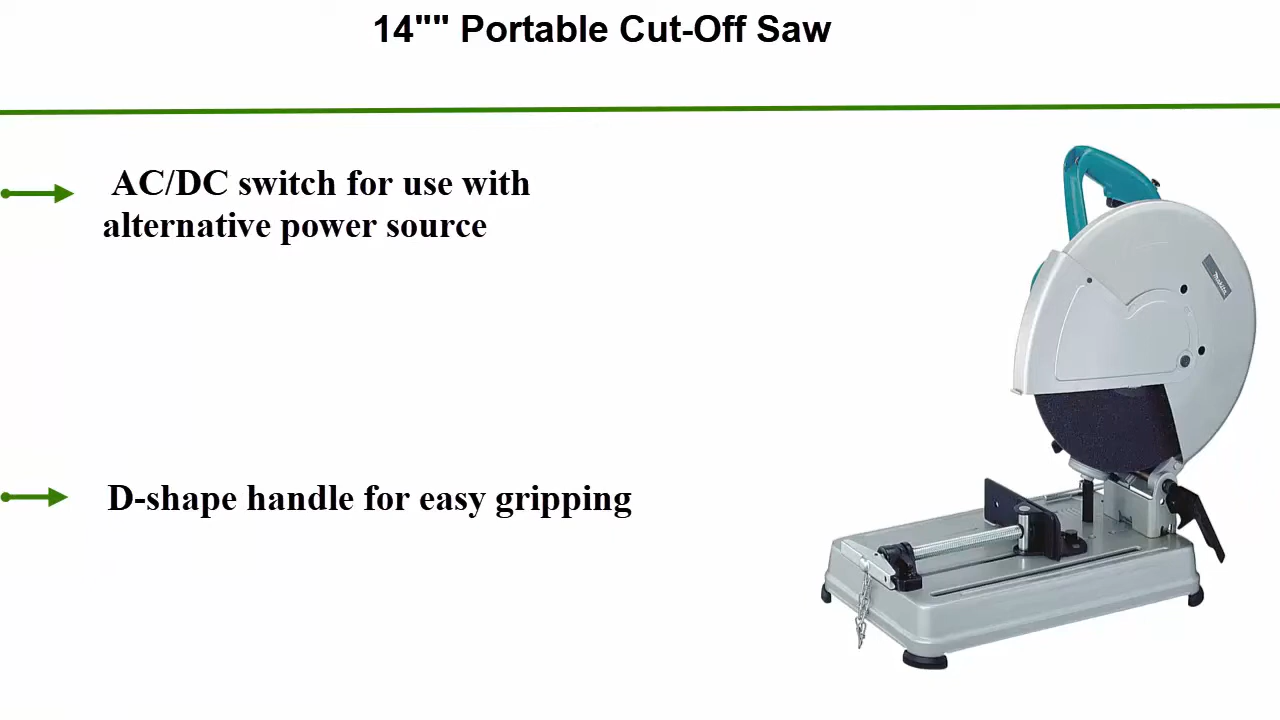 14"" Portable Cut-Off Saw
AC/DC switch for use with
alternative power source
D-shape handle for easy gripping
Makita